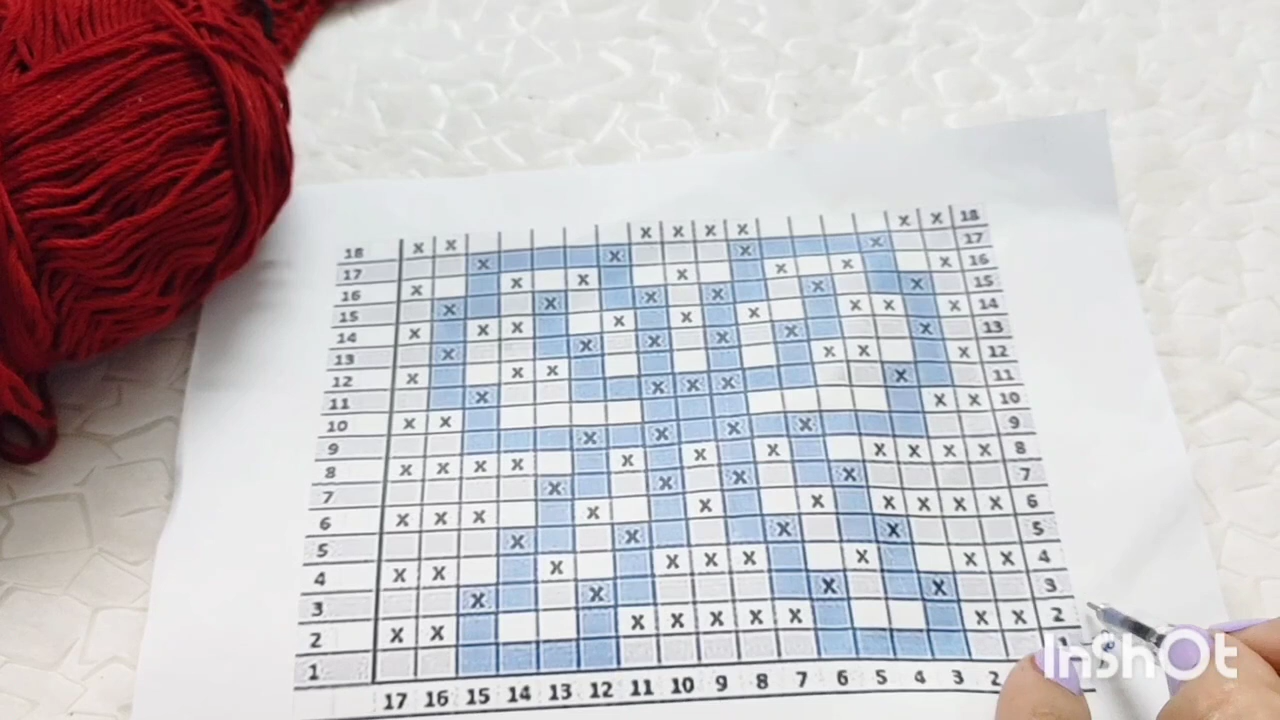 18 X X X X X X X X 18
17 X X X X 17
16 X X X X X X X 16
15 X X X X X X 15
14 X X X X X X X X X 14
13 X X X X X X 13
12 X X X X X X 12
11 X X X X X 11
10 X X X X 10
9 X X X X 9
8 X X X X X X X X X X X 8
7 X X X X 7
6 X X X X X X X X X X 6
5 X X X X 5
4 X X X X X X X X X 4
3 X X X X 3
2 X X X X X X X X X 2
1
17 16 15 14 13 12 11 10 9 8 7 6 5 4 3 2
InShOt